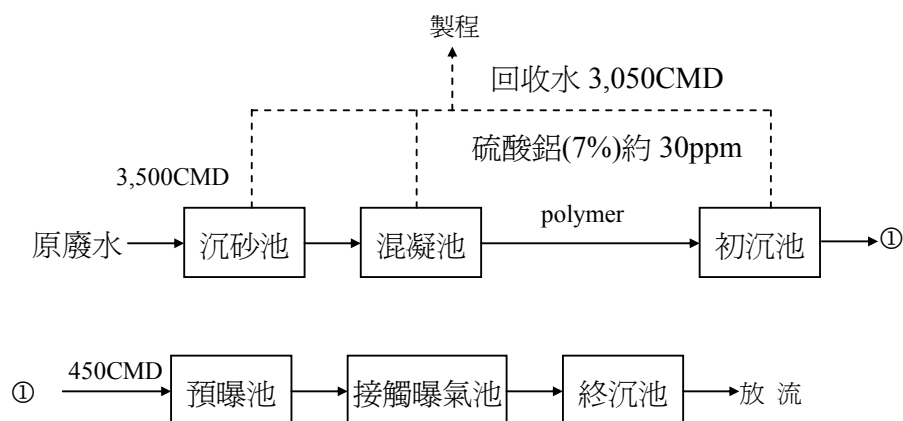 製程
回收水 3,050CMD
硫酸鋁(7%)約 30ppm
3,500CMD
polymer
原廢水
沉砂池
混凝池
初沉池
①
①
450CMD
預曝池
接觸曝氣池
終沉池
放 流